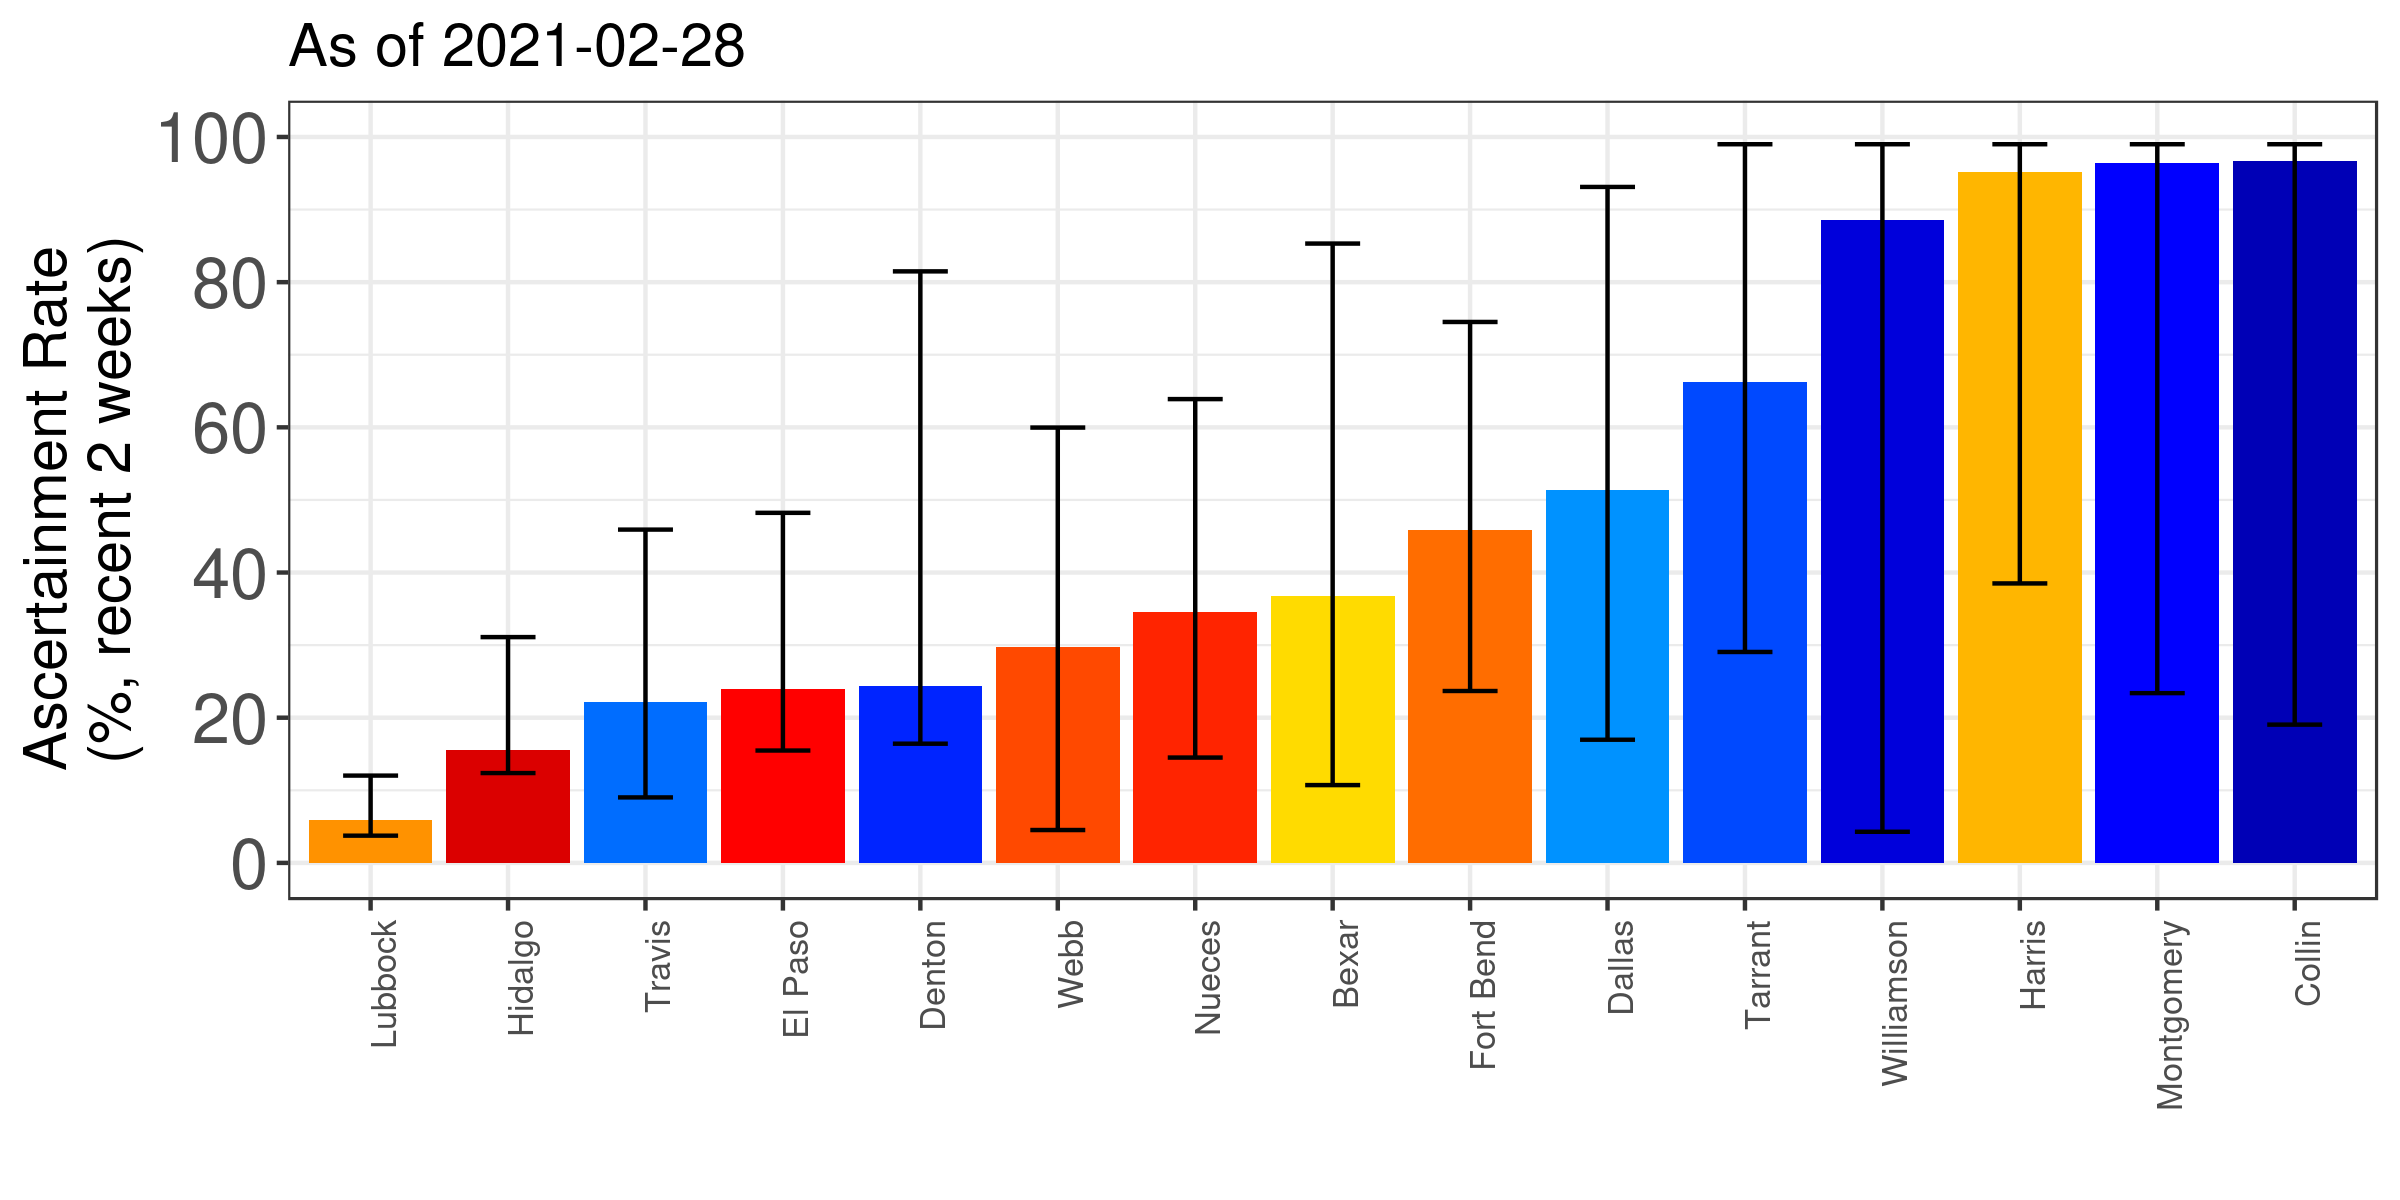 As of 2021-02-28
Ascertainment Rate
(%, recent 2 weeks)
100
80
60
40
20
0
Lubbock
Hidalgo
Travis
El Paso
Denton
Webb
Nueces
Bexar
Fort Bend
Dallas
Tarrant
Williamson
Harris
Montgomery
Collin